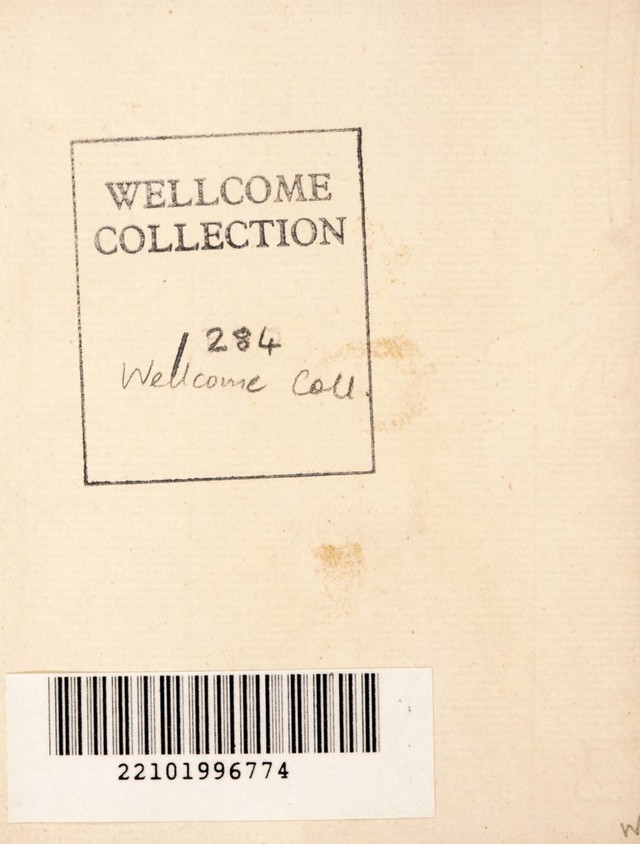 WELLCOME
COLLECTION
/ 284
Wellcome Coll.
22101996774
W